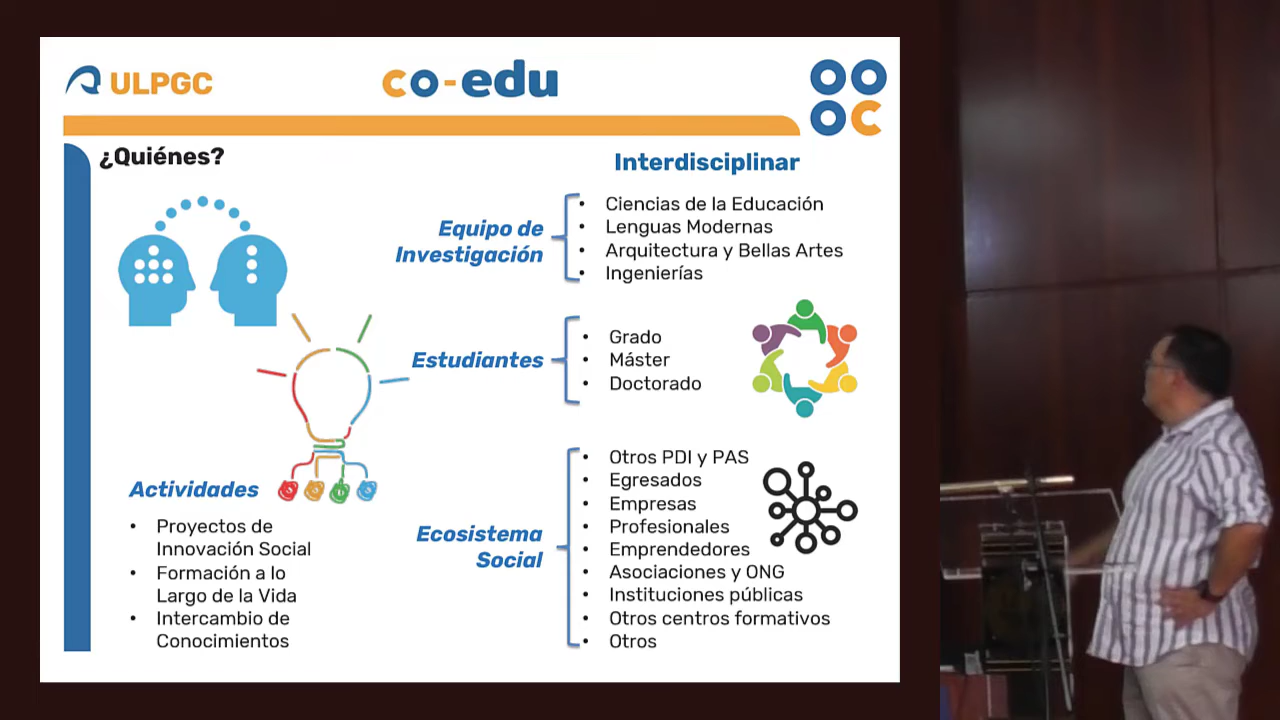 ULPGC
co-edu
¿Quiénes?
Interdisciplinar
Equipo de
Investigación
• Ciencias de la Educación
• Lenguas Modernas
• Arquitectura y Bellas Artes
• Ingenierías
Estudiantes
• Grado
• Máster
• Doctorado
Actividades
• Proyectos de
Innovación Social
• Formación a lo
Largo de la Vida
• Intercambio de
Conocimientos
Ecosistema
Social
• Otros PDI y PAS
• Egresados
• Empresas
• Profesionales
• Emprendedores
• Asociaciones y ONG
• Instituciones públicas
• Otros centros formativos
• Otros